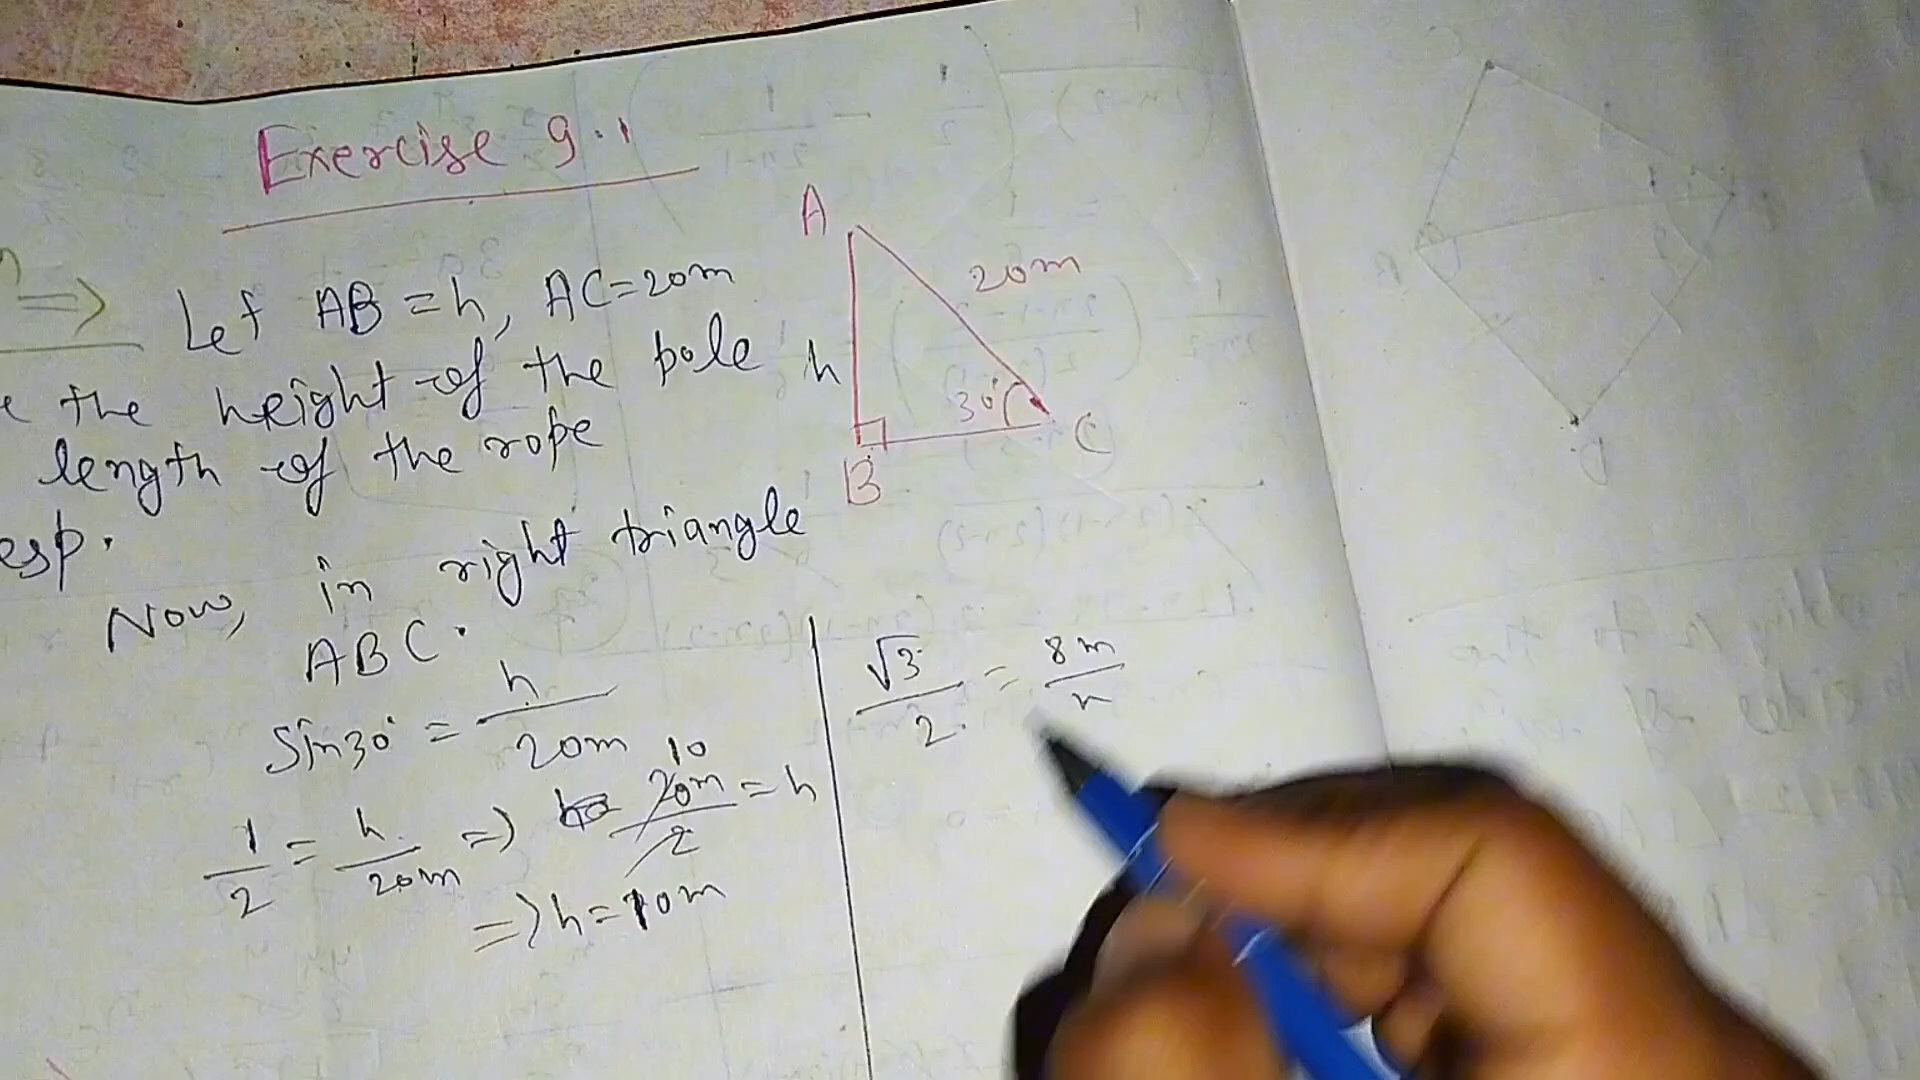 Exercise 9.1
A
=> Let AB = h, AC = 20m
20m
the height of the pole
h
30°
C
length of the rope
B
esp.
Now, in right triangle
ABC.
sin30° = h/20m
1/2 = h/20m => 20m/2 = h
10
=> h = 10m
√3/2 = 8m/n